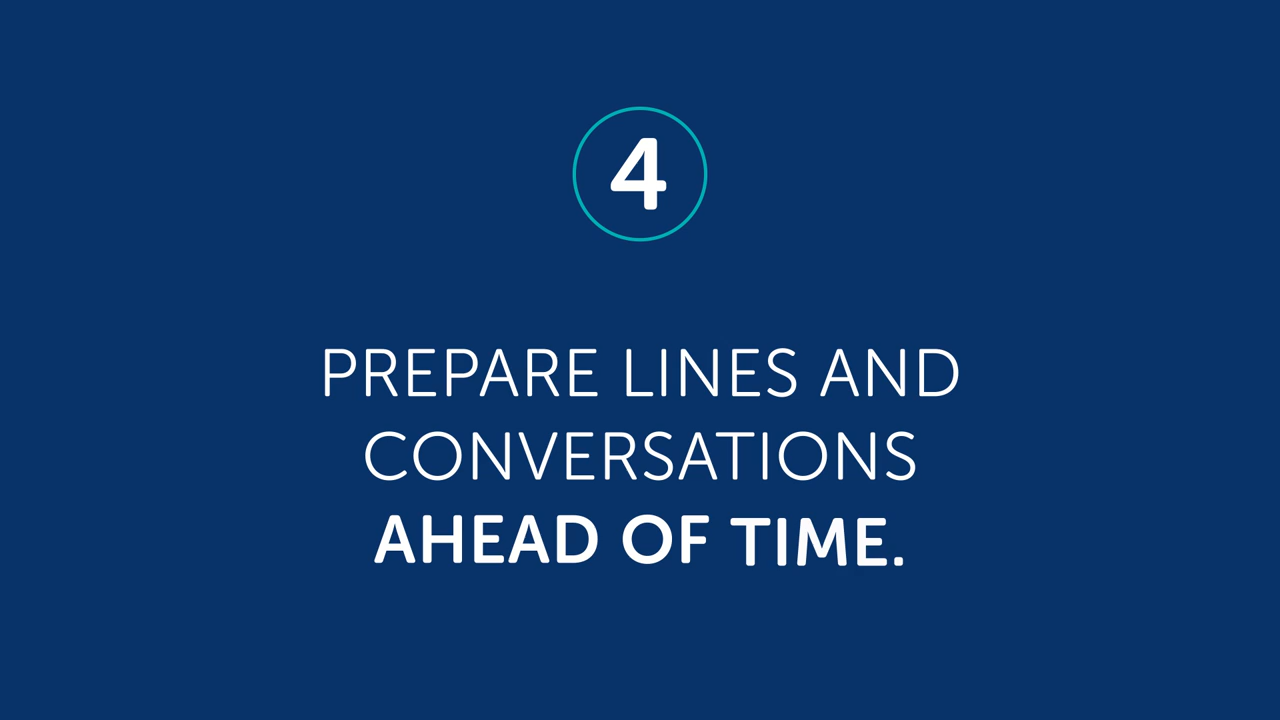 4
PREPARE LINES AND
CONVERSATIONS
AHEAD OF TIME.